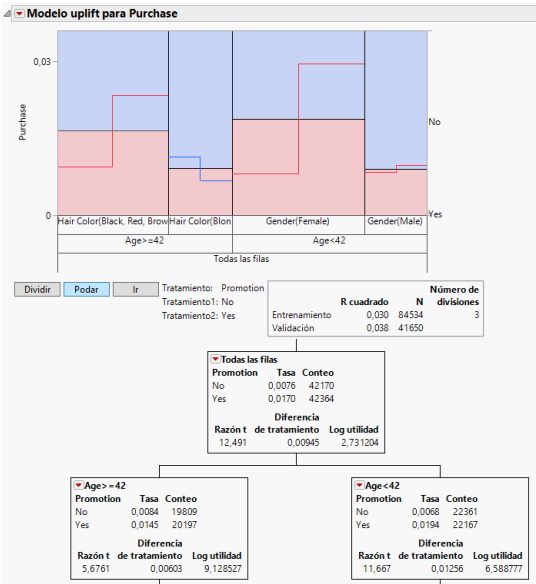 Modelo uplift para Purchase
0,03
0
Purchase
No
Yes
Hair Color(Black, Red, Brow
Hair Color(Blon
Gender(Female)
Gender(Male)
Age>=42
Age<42
Todas las filas
Dividir
Podar
Ir
Tratamiento: Promotion
Tratamiento1: No
Tratamiento2: Yes
R cuadrado N Número de divisiones
Entrenamiento 0,030 84534 3
Validación 0,038 41650
Todas las filas
Promotion Tasa Conteo
No 0,0076 42170
Yes 0,0170 42364
Diferencia
Razón t de tratamiento Log utilidad
12,491 0,00945 2,731204
Age>=42
Promotion Tasa Conteo
No 0,0084 19809
Yes 0,0145 20197
Diferencia
Razón t de tratamiento Log utilidad
5,6761 0,00603 9,128527
Age<42
Promotion Tasa Conteo
No 0,0068 22361
Yes 0,0194 22167
Diferencia
Razón t de tratamiento Log utilidad
11,667 0,01256 6,588777